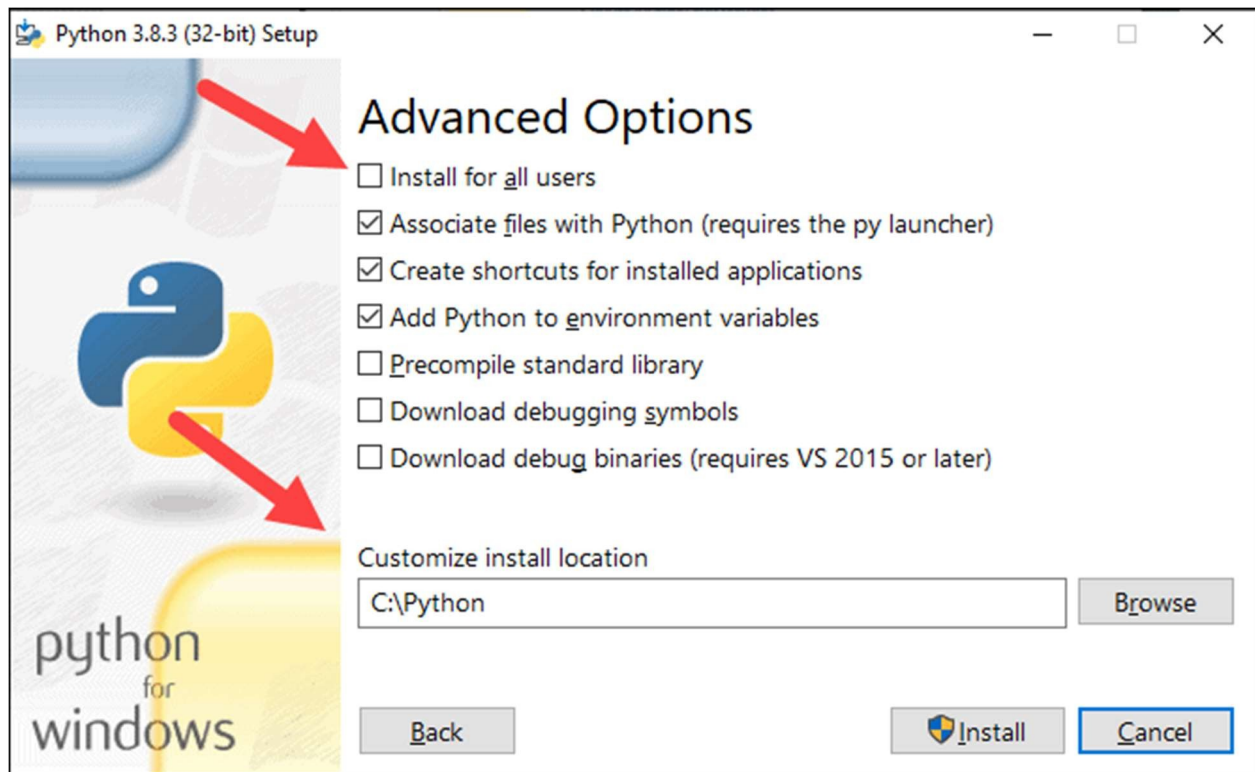 Python 3.8.3 (32-bit) Setup
Advanced Options
Install for all users
Associate files with Python (requires the py launcher)
Create shortcuts for installed applications
Add Python to environment variables
Precompile standard library
Download debugging symbols
Download debug binaries (requires VS 2015 or later)
Customize install location
C:\Python
Browse
python
for
windows
Back
Install
Cancel